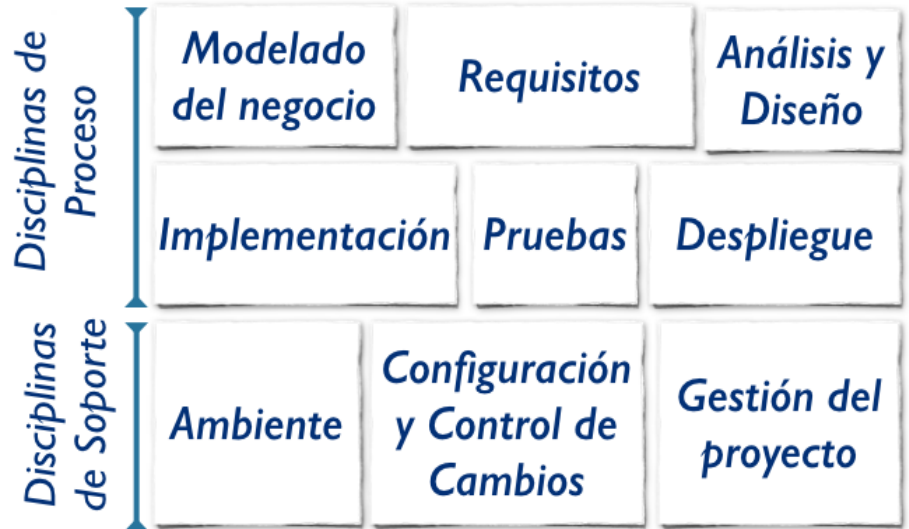 Disciplinas de
Proceso
Modelado
del negocio
Requisitos
Análisis y
Diseño
Implementación
Pruebas
Despliegue
Disciplinas
de Soporte
Ambiente
Configuración
y Control de
Cambios
Gestión del
proyecto